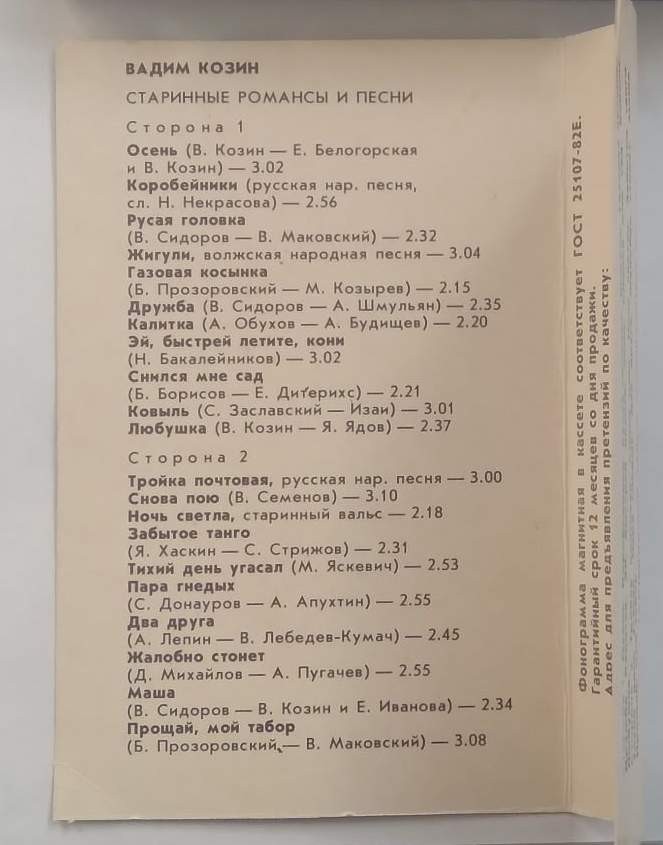 ВАДИМ КОЗИН
СТАРИННЫЕ РОМАНСЫ И ПЕСНИ
Сторона 1
Осень (В. Козин — Е. Белогорская
и В. Козин) — 3.02
Коробейники (русская нар. песня,
сл. Н. Некрасова) — 2.56
Русая головка
(В. Сидоров — В. Маковский) — 2.32
Жигули, волжская народная песня — 3.04
Газовая косынка
(Б. Прозоровский — М. Козырев) — 2.15
Дружба (В. Сидоров — А. Шмульян) — 2.35
Калитка (А. Обухов — А. Будищев) — 2.20
Эй, быстрей летите, кони
(Н. Бакалейников) — 3.02
Снился мне сад
(Б. Борисов — Е. Дитерихс) — 2.21
Ковыль (С. Заславский — Изаи) — 3.01
Любушка (В. Козин — Я. Ядов) — 2.37
Сторона 2
Тройка почтовая, русская нар. песня — 3.00
Снова пою (В. Семенов) — 3.10
Ночь светла, старинный вальс — 2.18
Забытое танго
(Я. Хаскин — С. Стрижов) — 2.31
Тихий день угасал (М. Яскевич) — 2.53
Пара гнедых
(С. Донауров — А. Апухтин) — 2.55
Два друга
(А. Лепин — В. Лебедев-Кумач) — 2.45
Жалобно стонет
(Д. Михайлов — А. Пугачев) — 2.55
Маша
(В. Сидоров — В. Козин и Е. Иванова) — 2.34
Прощай, мой табор
(Б. Прозоровский — В. Маковский) — 3.08
Фонограмма магнитная в кассете соответствует ГОСТ 25107-82Е.
Гарантийный срок 12 месяцев со дня продажи.
Адрес для предъявления претензий по качеству: